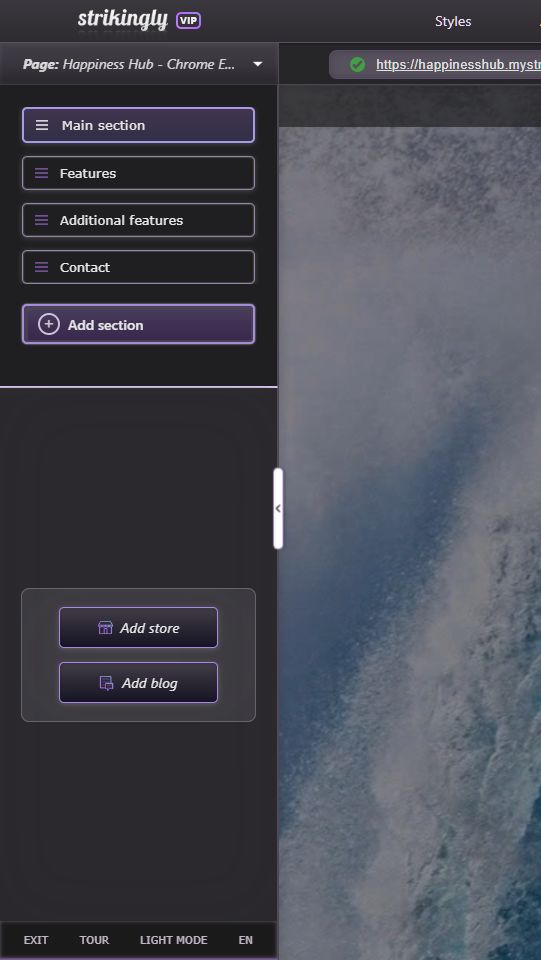 strikingly VIP
Styles
Page: Happiness Hub - Chrome E...
https://happinesshub.mystr
Main section
Features
Additional features
Contact
Add section
Add store
Add blog
EXIT TOUR LIGHT MODE EN